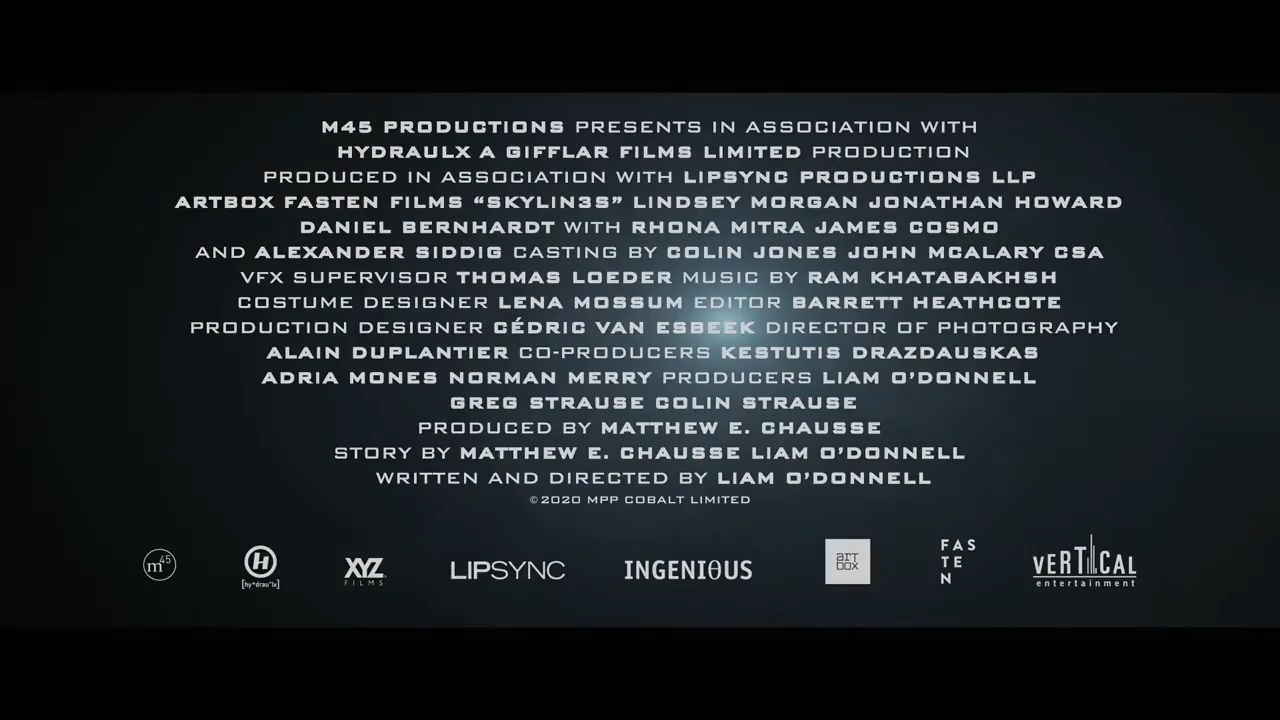 M45 PRODUCTIONS PRESENTS IN ASSOCIATION WITH
HYDRAULX A GIFFLAR FILMS LIMITED PRODUCTION
PRODUCED IN ASSOCIATION WITH LIPSYNC PRODUCTIONS LLP
ARTBOX FASTEN FILMS “SKYLIN3S” LINDSEY MORGAN JONATHAN HOWARD
DANIEL BERNHARDT WITH RHONA MITRA JAMES COSMO
AND ALEXANDER SIDDIG CASTING BY COLIN JONES JOHN MCALARY CSA
VFX SUPERVISOR THOMAS LOEDER MUSIC BY RAM KHATABAKHSH
COSTUME DESIGNER LENA MOSSUM EDITOR BARRETT HEATHCOTE
PRODUCTION DESIGNER CÉDRIC VAN ESBEEK DIRECTOR OF PHOTOGRAPHY
ALAIN DUPLANTIER CO-PRODUCERS KESTUTIS DRAZDAUSKAS
ADRIA MONES NORMAN MERRY PRODUCERS LIAM O’DONNELL
GREG STRAUSE COLIN STRAUSE
PRODUCED BY MATTHEW E. CHAUSSE
STORY BY MATTHEW E. CHAUSSE LIAM O’DONNELL
WRITTEN AND DIRECTED BY LIAM O’DONNELL
©2020 MPP COBALT LIMITED
m45
H
[hy*drau*lx]
XYZ
FILMS
LIPSYNC
INGENIΘUS
art
box
FAS
TE
N
VERTICAL
entertainment